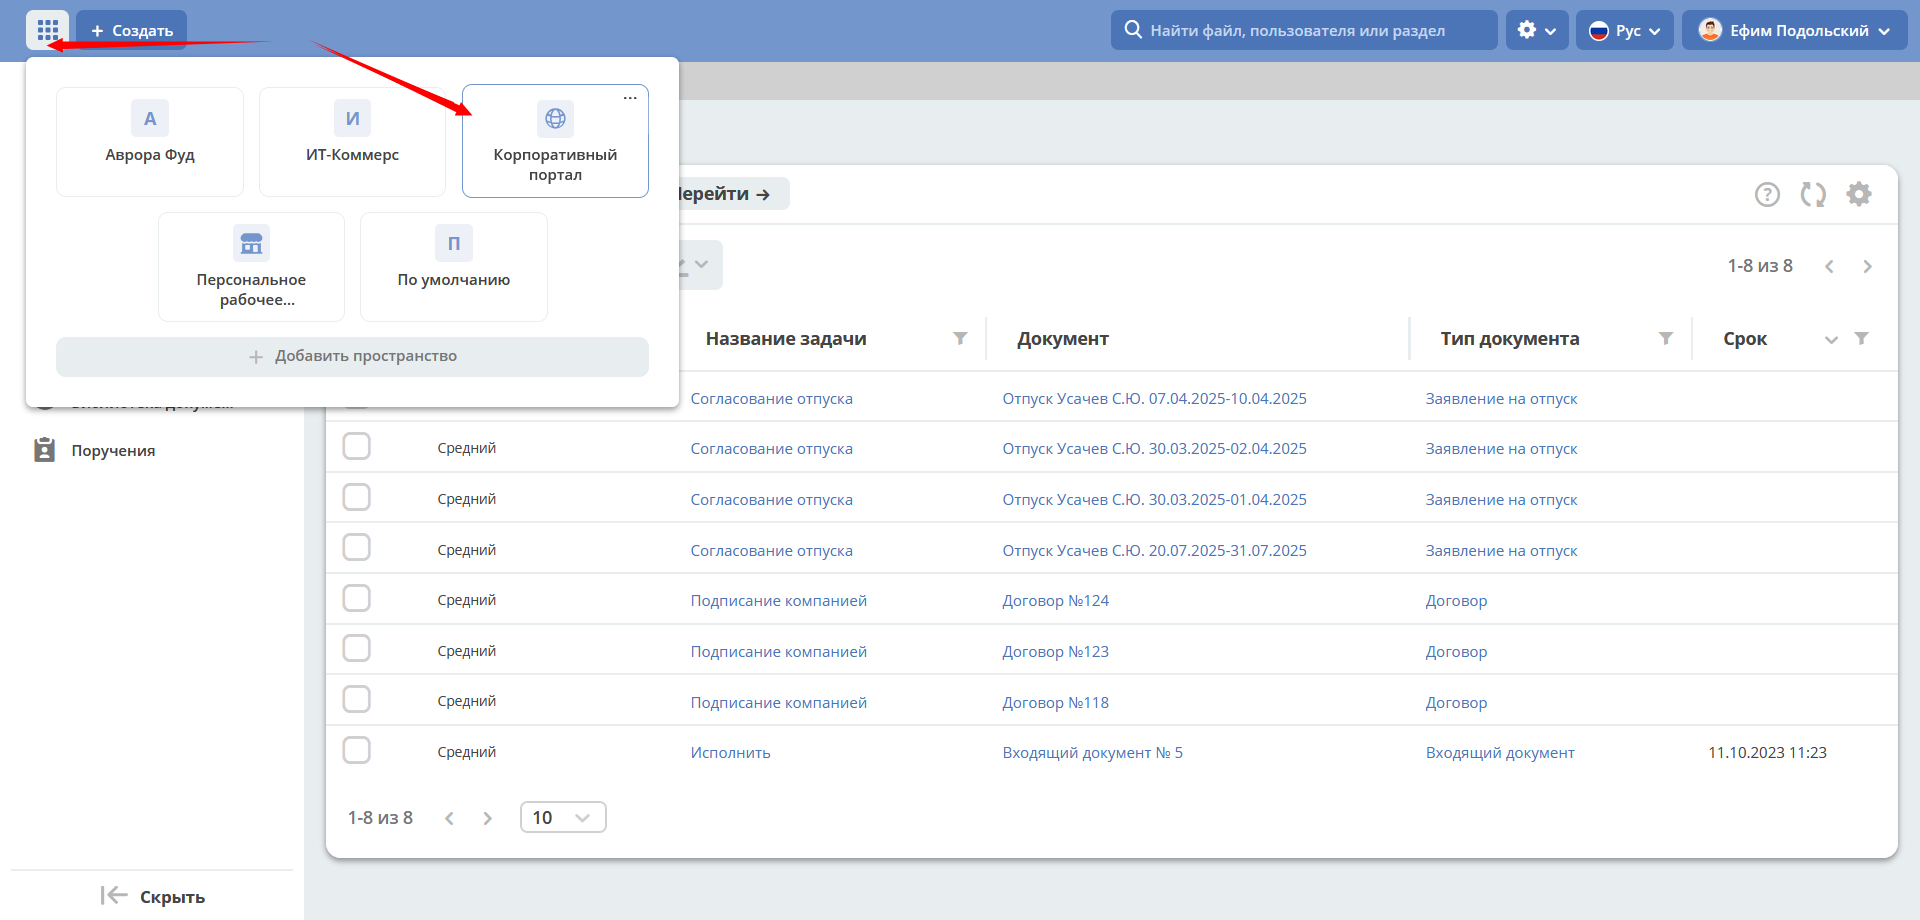 + Создать
Найти файл, пользователя или раздел
Рус
Ефим Подольский
...
А
И
Аврора Фуд
ИТ-Коммерс
Корпоративный
портал
П
Персональное
рабочее...
По умолчанию
+ Добавить пространство
Перейти →
1-8 из 8
Название задачи
Документ
Тип документа
Срок
Поручения
Согласование отпуска
Отпуск Усачев С.Ю. 07.04.2025-10.04.2025
Заявление на отпуск
Средний
Согласование отпуска
Отпуск Усачев С.Ю. 30.03.2025-02.04.2025
Заявление на отпуск
Средний
Согласование отпуска
Отпуск Усачев С.Ю. 30.03.2025-01.04.2025
Заявление на отпуск
Средний
Согласование отпуска
Отпуск Усачев С.Ю. 20.07.2025-31.07.2025
Заявление на отпуск
Средний
Подписание компанией
Договор №124
Договор
Средний
Подписание компанией
Договор №123
Договор
Средний
Подписание компанией
Договор №118
Договор
Средний
Исполнить
Входящий документ № 5
Входящий документ
11.10.2023 11:23
1-8 из 8
10
Скрыть